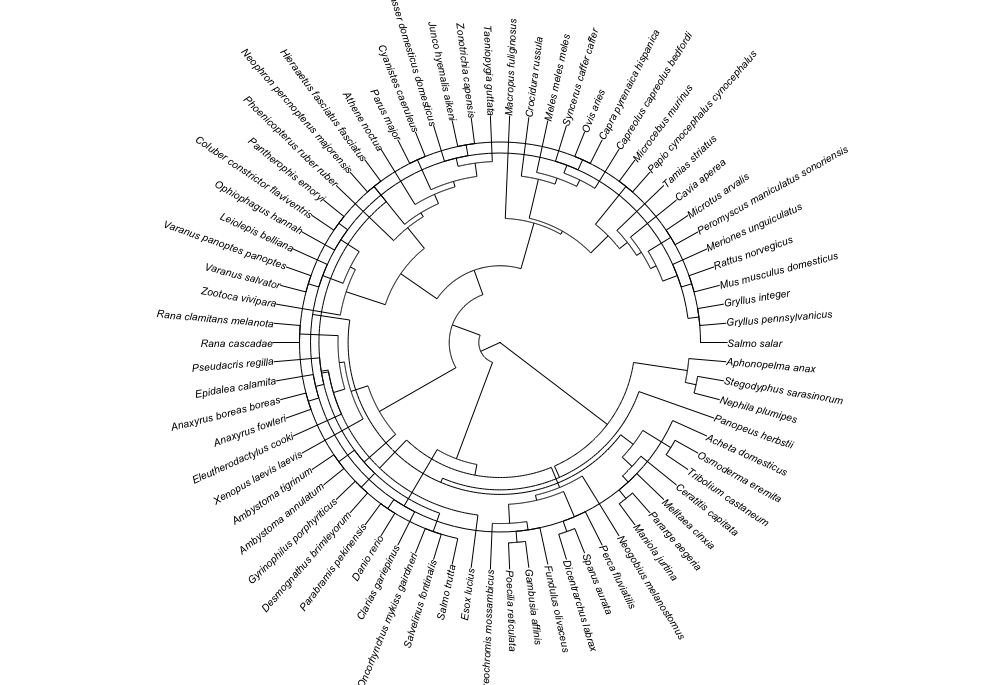 asser domesticus domesticus
Junco hyemalis aikeni
Zonotrichia capensis
Taeniopygia guttata
Macropus fuliginosus
Crocidura russula
Meles meles meles
Syncerus caffer caffer
Ovis aries
Capra pyrenaica hispanica
Capreolus capreolus bedfordi
Microcebus murinus
Papio cynocephalus cynocephalus
Tamias striatus
Cavia aperea
Microtus arvalis
Peromyscus maniculatus sonoriensis
Meriones unguiculatus
Rattus norvegicus
Mus musculus domesticus
Gryllus integer
Gryllus pennsylvanicus
Salmo salar
Aphonopelma anax
Stegodyphus sarasinorum
Nephila plumipes
Panopeus herbstii
Acheta domesticus
Osmoderma eremita
Tribolium castaneum
Ceratitis capitata
Melitaea cinxia
Pararge aegeria
Maniola jurtina
Neogobius melanostomus
Perca fluviatilis
Sparus aurata
Dicentrarchus labrax
Fundulus olivaceus
Gambusia affinis
Poecilia reticulata
reochromis mossambicus
Esox lucius
Salmo trutta
Salvelinus fontinalis
Oncorhynchus mykiss gairdneri
Clarias gariepinus
Danio rerio
Parabramis pekinensis
Desmognathus brimleyorum
Gyrinophilus porphyriticus
Ambystoma annulatum
Ambystoma tigrinum
Xenopus laevis laevis
Eleutherodactylus cooki
Anaxyrus fowleri
Anaxyrus boreas boreas
Epidalea calamita
Pseudacris regilla
Rana cascadae
Rana clamitans melanota
Zootoca vivipara
Varanus salvator
Varanus panoptes panoptes
Leiolepis belliana
Ophiophagus hannah
Coluber constrictor flaviventris
Pantherophis emoryi
Phoenicopterus ruber ruber
Neophron percnopterus majorensis
Hieraaetus fasciatus fasciatus
Athene noctua
Parus major
Cyanistes caeruleus